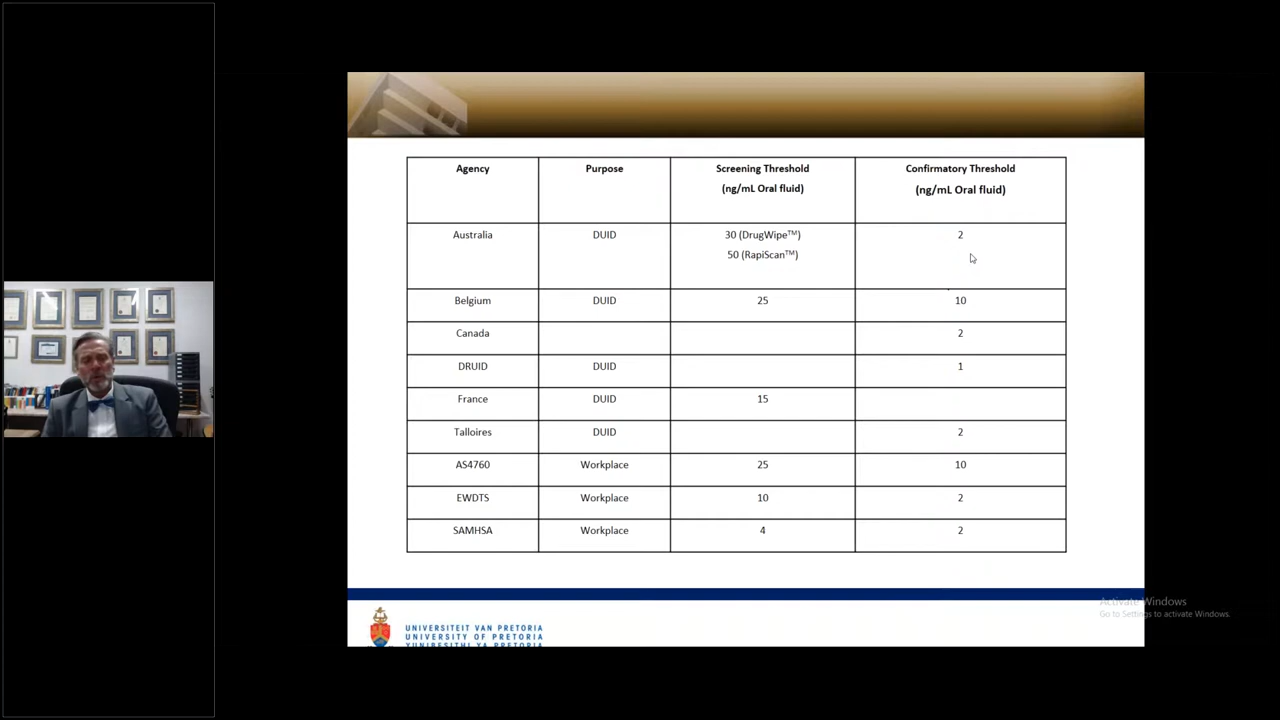 Agency
Purpose
Screening Threshold
(ng/mL Oral fluid)
Confirmatory Threshold
(ng/mL Oral fluid)
Australia
DUID
30 (DrugWipe™)
50 (RapiScan™)
2
Belgium
DUID
25
10
Canada
2
DRUID
DUID
1
France
DUID
15
Talloires
DUID
2
AS4760
Workplace
25
10
EWDTS
Workplace
10
2
SAMHSA
Workplace
4
2
Activate Windows
Go to Settings to activate Windows.
UNIVERSITEIT VAN PRETORIA
UNIVERSITY OF PRETORIA
YUNIBESITHI YA PRETORIA